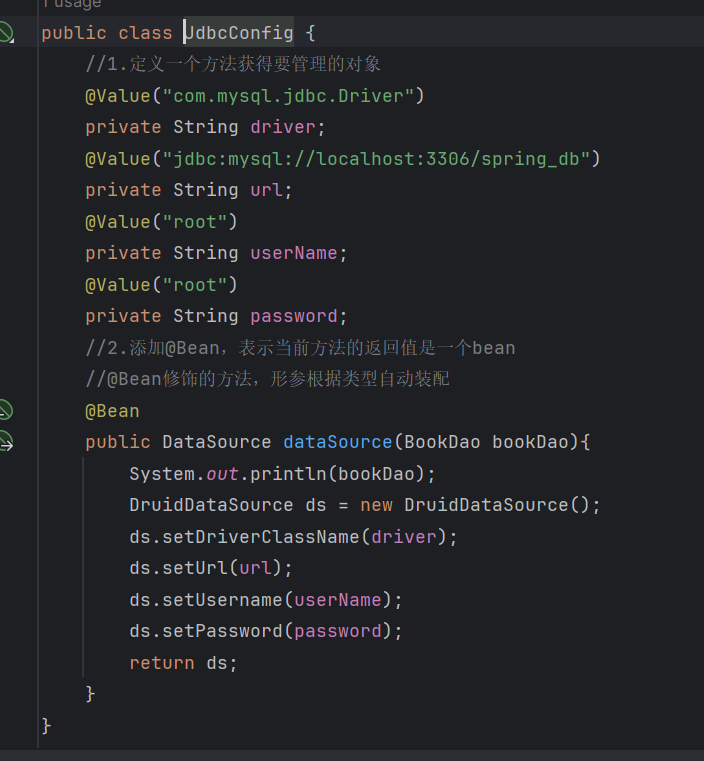 1 usage
public class JdbcConfig {
//1.定义一个方法获得要管理的对象
@Value("com.mysql.jdbc.Driver")
private String driver;
@Value("jdbc:mysql://localhost:3306/spring_db")
private String url;
@Value("root")
private String userName;
@Value("root")
private String password;
//2.添加@Bean，表示当前方法的返回值是一个bean
//@Bean修饰的方法，形参根据类型自动装配
@Bean
public DataSource dataSource(BookDao bookDao){
System.out.println(bookDao);
DruidDataSource ds = new DruidDataSource();
ds.setDriverClassName(driver);
ds.setUrl(url);
ds.setUsername(userName);
ds.setPassword(password);
return ds;
}
}